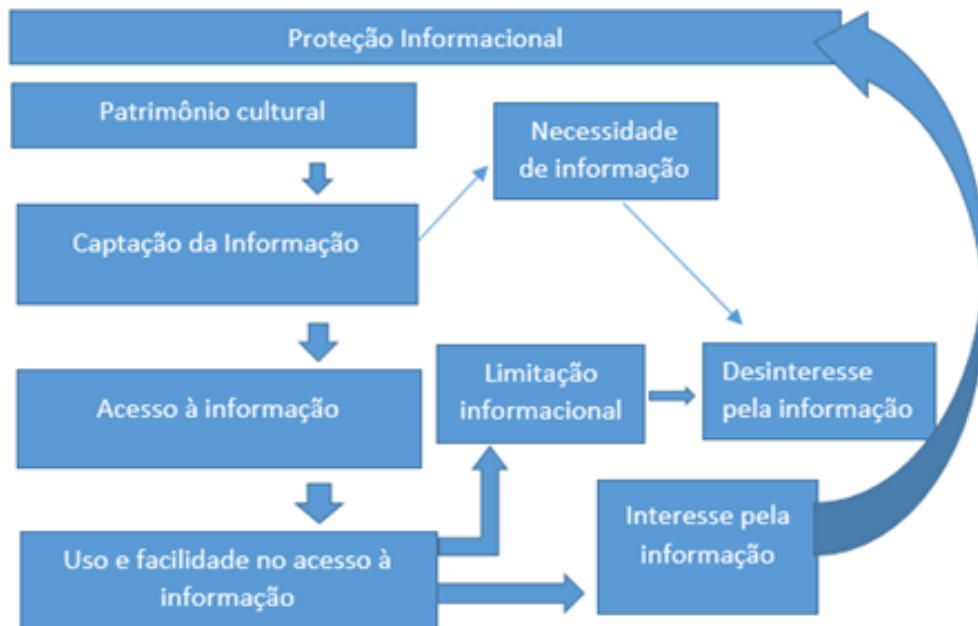 Proteção Informacional
Patrimônio cultural
Necessidade
de informação
Captação da Informação
Limitação
informacional
Desinteresse
pela informação
Acesso à informação
Interesse pela
informação
Uso e facilidade no acesso à
informação